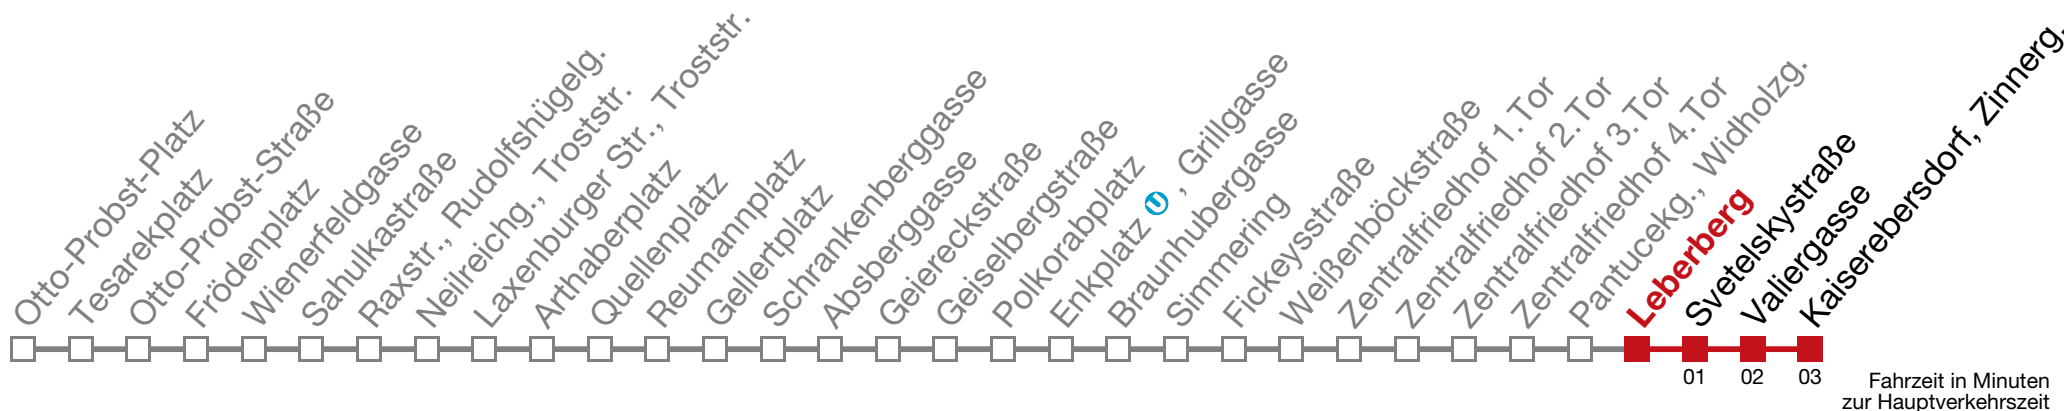 Otto-Probst-Platz
Tesarekplatz
Otto-Probst-Straße
Frödenplatz
Wienerfeldgasse
Sahulkastraße
Raxstr., Rudolfshügelg.
Neilreichg., Troststr.
Laxenburger Str., Troststr.
Arthaberplatz
Quellenplatz
Reumannplatz
Gellertplatz
Schrankenberggasse
Absberggasse
Geiereckstraße
Geiselbergstraße
Polkorabplatz
Enkplatz U, Grillgasse
Braunhubergasse
Simmering
Fickeysstraße
Weißenböckstraße
Zentralfriedhof 1.Tor
Zentralfriedhof 2.Tor
Zentralfriedhof 3.Tor
Zentralfriedhof 4.Tor
Pantucekg., Widholzg.
Leberberg
Svetelskystraße
Valiergasse
Kaiserebersdorf, Zinnerg.
01 02 03
Fahrzeit in Minuten
zur Hauptverkehrszeit